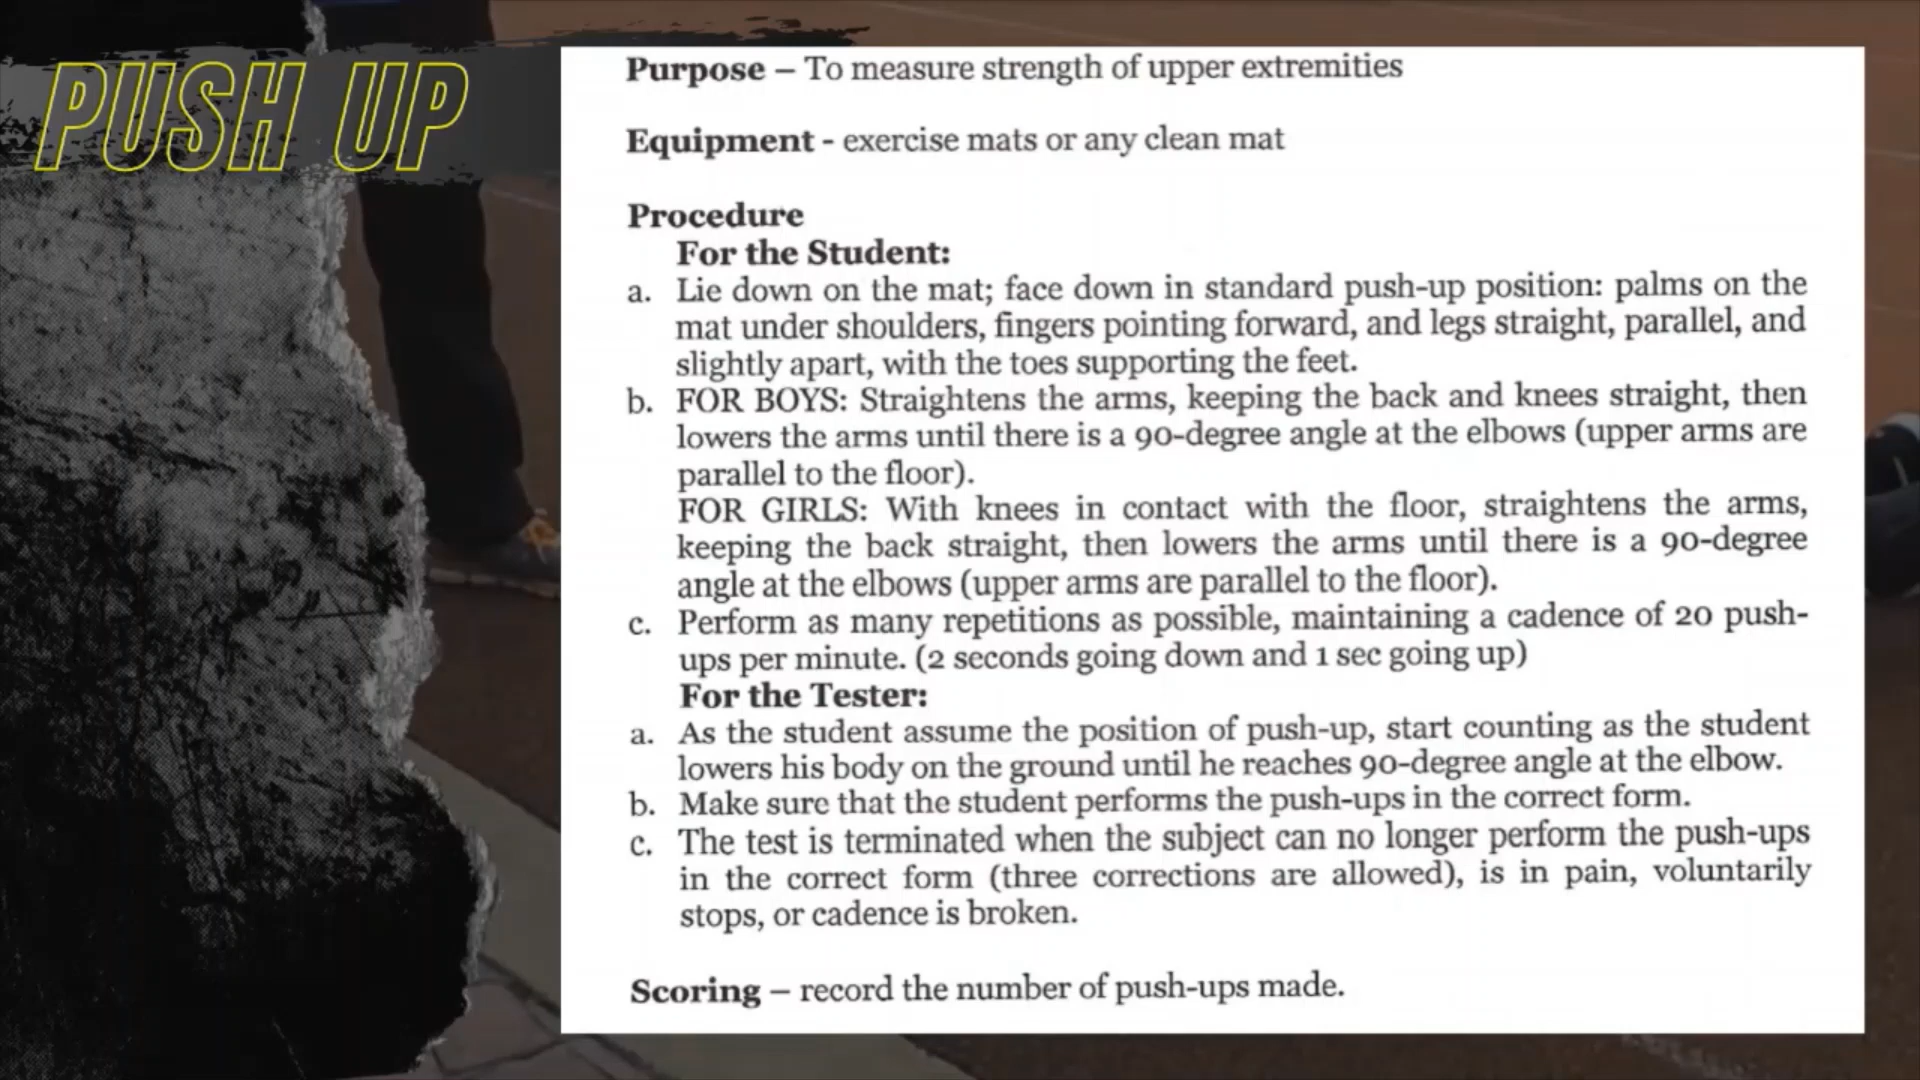 PUSH UP
Purpose – To measure strength of upper extremities
Equipment - exercise mats or any clean mat
Procedure
For the Student:
a. Lie down on the mat; face down in standard push-up position: palms on the
mat under shoulders, fingers pointing forward, and legs straight, parallel, and
slightly apart, with the toes supporting the feet.
b. FOR BOYS: Straightens the arms, keeping the back and knees straight, then
lowers the arms until there is a 90-degree angle at the elbows (upper arms are
parallel to the floor).
FOR GIRLS: With knees in contact with the floor, straightens the arms,
keeping the back straight, then lowers the arms until there is a 90-degree
angle at the elbows (upper arms are parallel to the floor).
c. Perform as many repetitions as possible, maintaining a cadence of 20 push-
ups per minute. (2 seconds going down and 1 sec going up)
For the Tester:
a. As the student assume the position of push-up, start counting as the student
lowers his body on the ground until he reaches 90-degree angle at the elbow.
b. Make sure that the student performs the push-ups in the correct form.
c. The test is terminated when the subject can no longer perform the push-ups
in the correct form (three corrections are allowed), is in pain, voluntarily
stops, or cadence is broken.
Scoring – record the number of push-ups made.